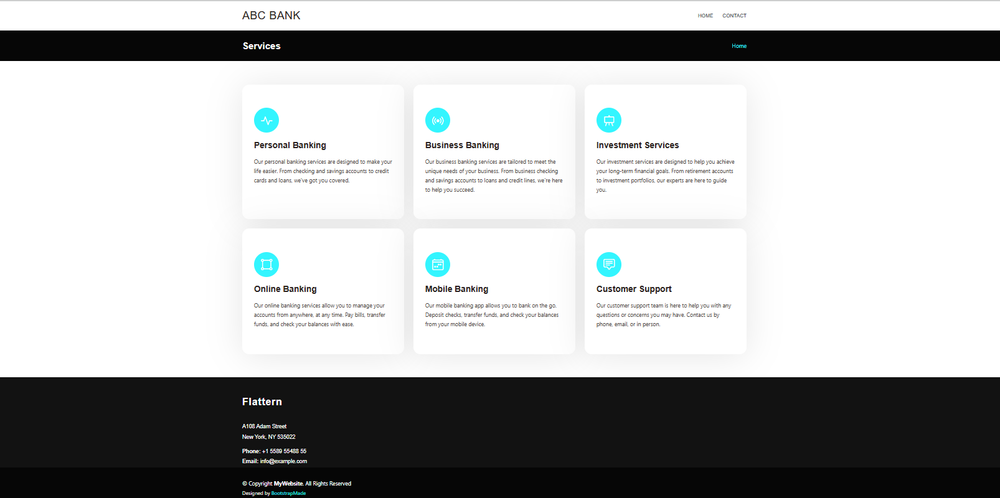 ABC BANK
HOME CONTACT
Services
Home
Personal Banking
Our personal banking services are designed to make your
life easier. From checking and savings accounts to credit
cards and loans, we've got you covered.
Business Banking
Our business banking services are tailored to meet the
unique needs of your business. From business checking
and savings accounts to loans and credit lines, we're here
to help you succeed.
Investment Services
Our investment services are designed to help you achieve
your long-term financial goals. From retirement accounts
to investment portfolios, our experts are here to guide
you.
Online Banking
Our online banking services allow you to manage your
accounts from anywhere, at any time. Pay bills, transfer
funds, and check your balances with ease.
Mobile Banking
Our mobile banking app allows you to bank on the go.
Deposit checks, transfer funds, and check your balances
from your mobile device.
Customer Support
Our customer support team is here to help you with any
questions or concerns you may have. Contact us by
phone, email, or in person.
Flattern
A108 Adam Street
New York, NY 535022
Phone: +1 5589 55488 55
Email: info@example.com
© Copyright MyWebsite. All Rights Reserved
Designed by BootstrapMade